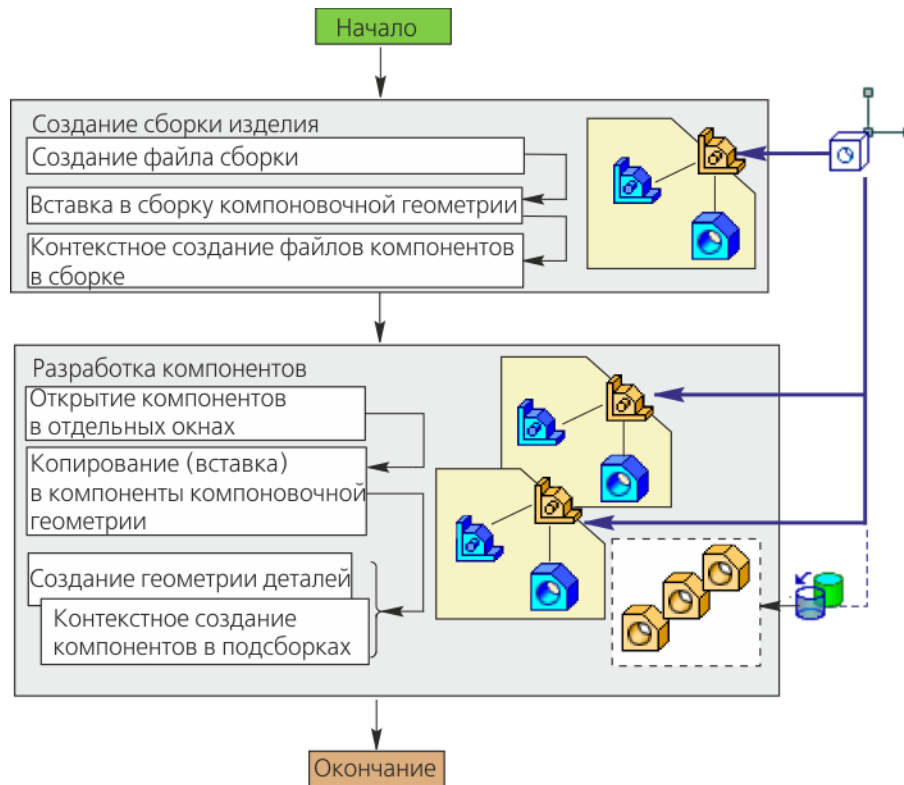 Начало
Создание сборки изделия
Создание файла сборки
Вставка в сборку компоновочной геометрии
Контекстное создание файлов компонентов
в сборке
Разработка компонентов
Открытие компонентов
в отдельных окнах
Копирование (вставка)
в компоненты компоновочной
геометрии
Создание геометрии деталей
Контекстное создание
компонентов в подсборках
Окончание